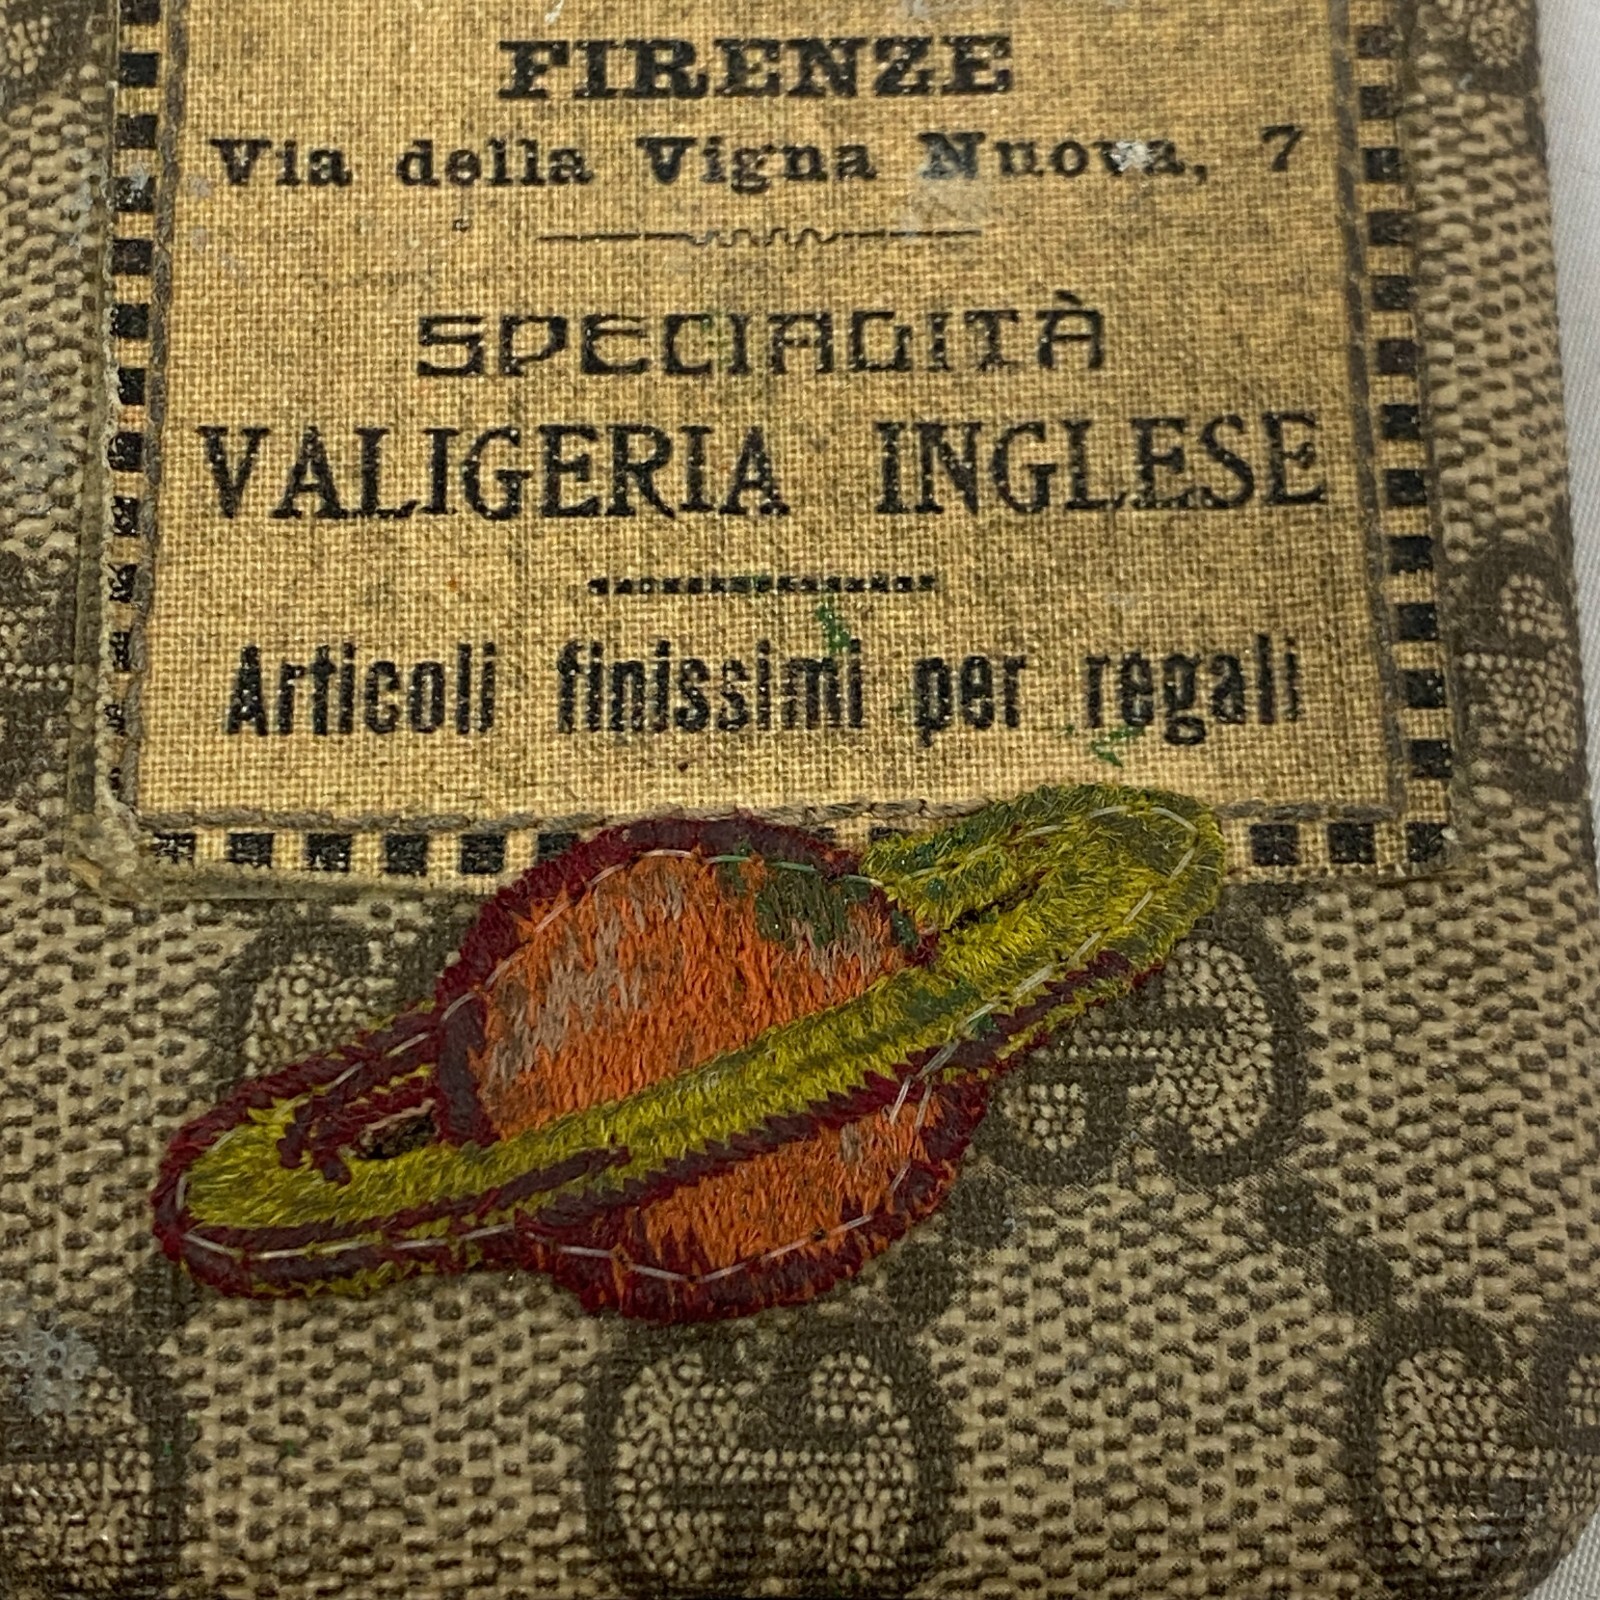 FIRENZE
Via della Vigna Nuova, 7
SPECIALITÀ
VALIGERIA INGLESE
Articoli finissimi per regali